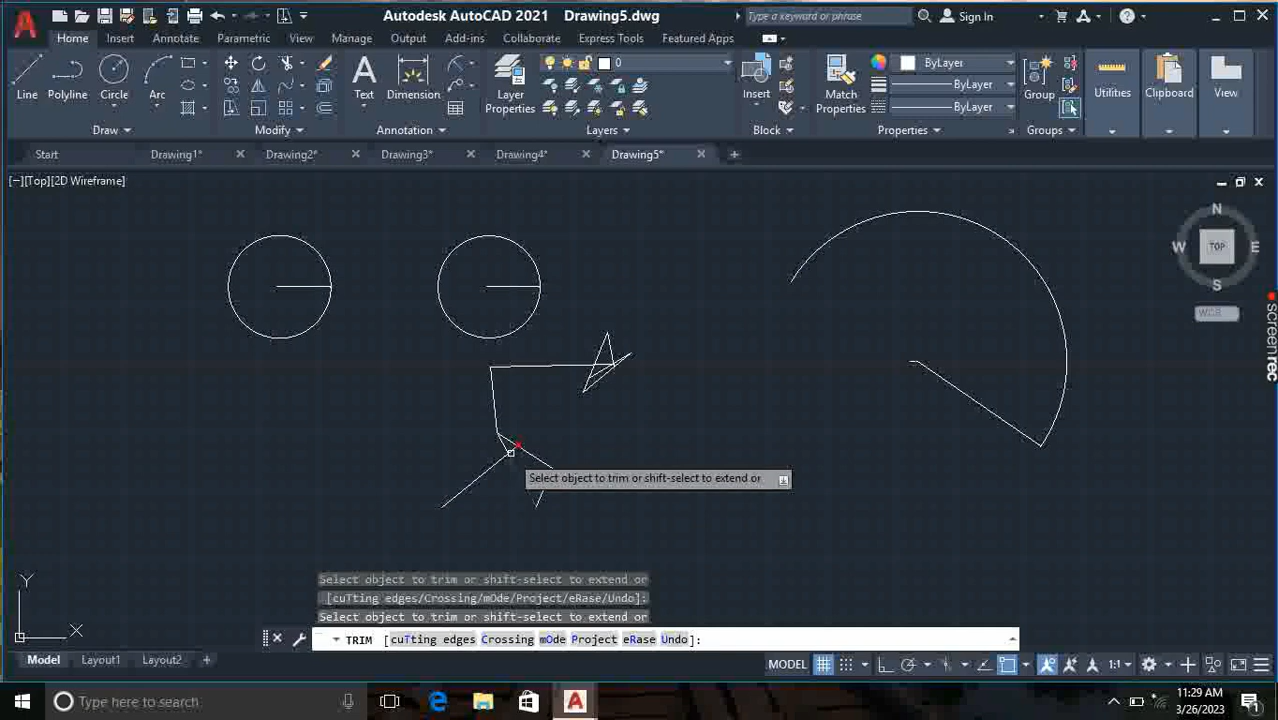 Autodesk AutoCAD 2021 Drawing5.dwg
Type a keyword or phrase
Sign In
Home Insert Annotate Parametric View Manage Output Add-ins Collaborate Express Tools Featured Apps
Line Polyline Circle Arc
Text Dimension
Layer Properties
0
Insert
Match Properties
ByLayer
ByLayer
ByLayer
Group
Utilities Clipboard View
Draw Modify Annotation Layers Block Properties Groups
Start Drawing1* Drawing2* Drawing3* Drawing4* Drawing5*
[−][Top][2D Wireframe]
N
W TOP E
S
WCS
screenrec
Select object to trim or shift-select to extend or
Y
X
Select object to trim or shift-select to extend or
[cuTting edges/Crossing/mOde/Project/eRase/Undo]:
Select object to trim or shift-select to extend or
TRIM [cuTting edges Crossing mOde Project eRase Undo]:
Model Layout1 Layout2 +
MODEL 1:1
Type here to search
11:29 AM
3/26/2023
1